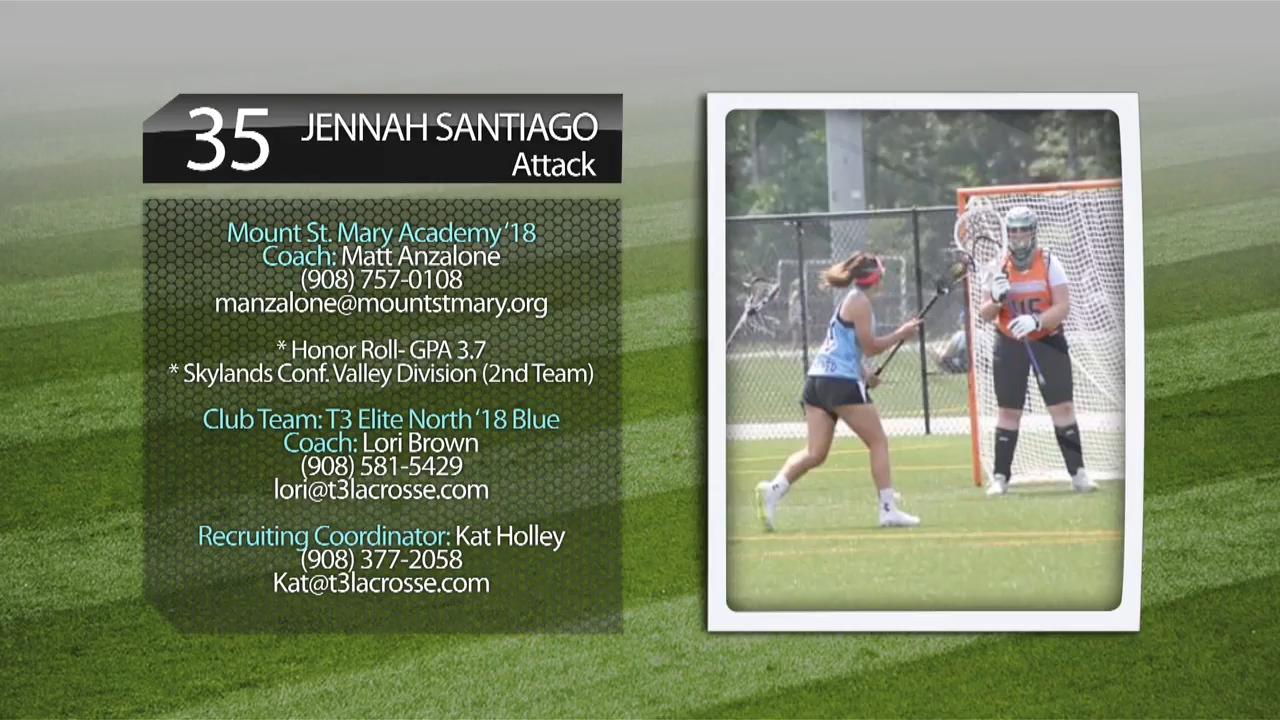 35
JENNAH SANTIAGO
Attack
Mount St. Mary Academy ‘18
Coach: Matt Anzalone
(908) 757-0108
manzalone@mountstmary.org
* Honor Roll- GPA 3.7
* Skylands Conf. Valley Division (2nd Team)
Club Team: T3 Elite North ‘18 Blue
Coach: Lori Brown
(908) 581-5429
lori@t3lacrosse.com
Recruiting Coordinator: Kat Holley
(908) 377-2058
Kat@t3lacrosse.com